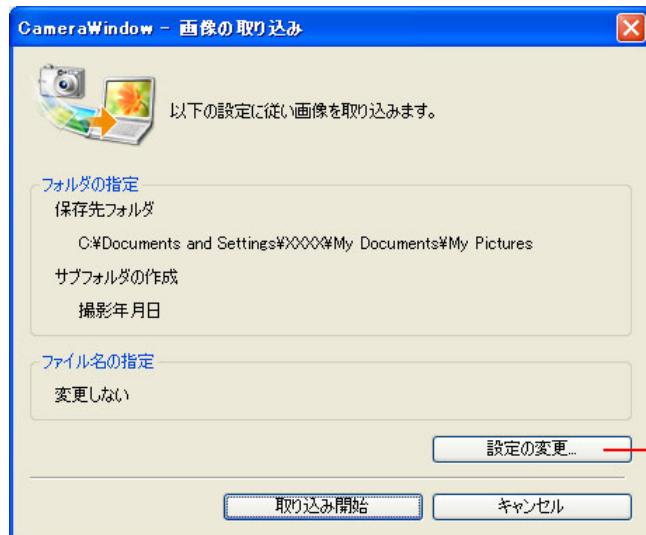 CameraWindow - 画像の取り込み
以下の設定に従い画像を取り込みます。
フォルダの指定
保存先フォルダ
C:¥Documents and Settings¥XXXX¥My Documents¥My Pictures
サブフォルダの作成
撮影年月日
ファイル名の指定
変更しない
設定の変更...
取り込み開始
キャンセル